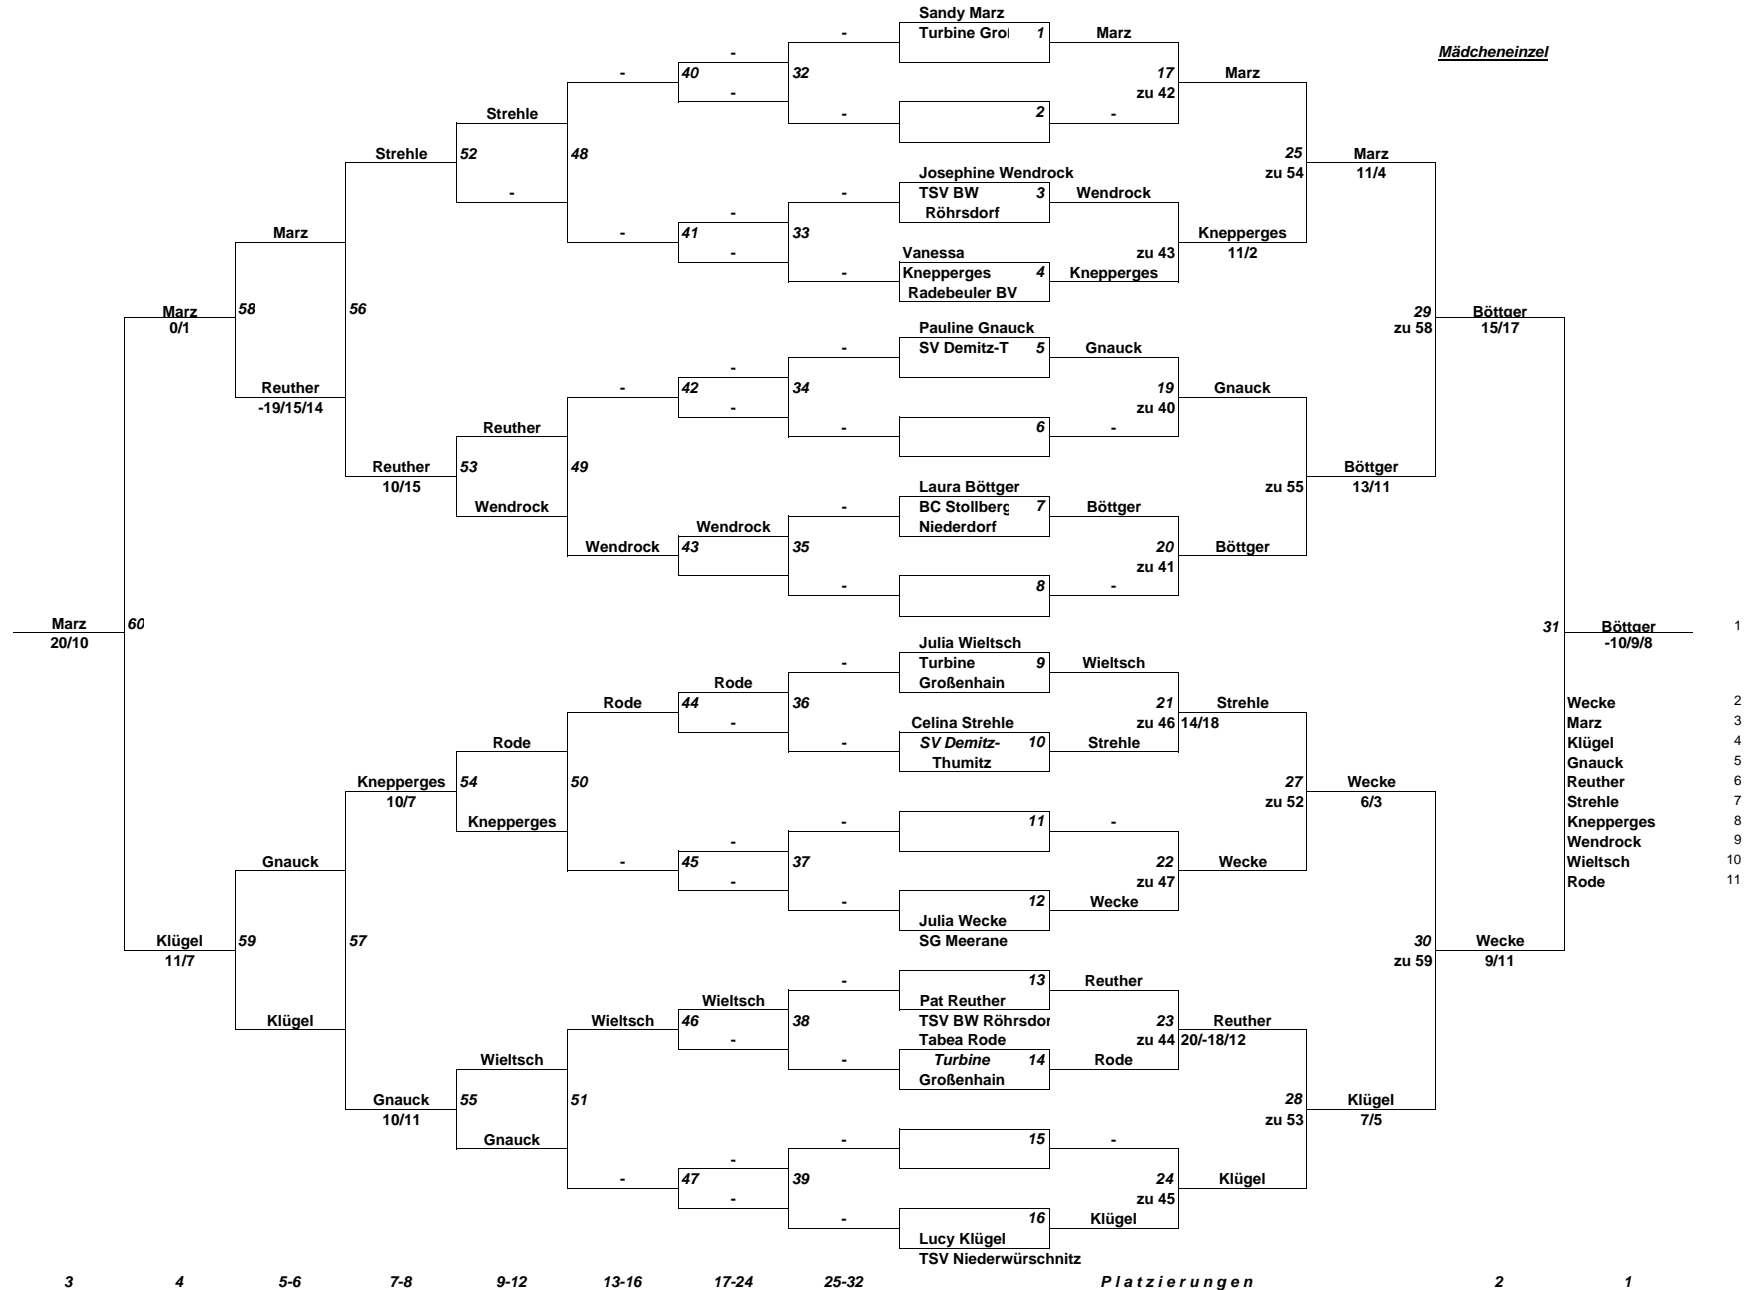 Sandy Marz
- Turbine Groß 1 Marz
- Mädcheneinzel
- 40 32 17 Marz
- zu 42
Strehle - 2 -
Strehle 52 48 25 Marz
Josephine Wendrock zu 54 11/4
- - TSV BW 3 Wendrock
- Röhrsdorf
Marz - 41 33 Knepperges
- Vanessa zu 43 11/2
- Knepperges 4 Knepperges
Radebeuler BV
Marz 58 56 29 Böttger
0/1 Pauline Gnauck zu 58 15/17
- SV Demitz-T 5 Gnauck
-
Reuther - 42 34 19 Gnauck
-19/15/14 - zu 40
Reuther - 6 -
Reuther 53 49 Böttger
10/15 Laura Böttger zu 55 13/11
Wendrock - BC Stollberg 7 Böttger
Wendrock Niederdorf
Wendrock 43 35 20 Böttger
zu 41
- 8 -
Marz 60 31 Böttger 1
20/10 Julia Wieltsch -10/9/8
- Turbine 9 Wieltsch
Rode Großenhain
Rode 44 36 21 Strehle Wecke 2
- Celina Strehle zu 46 14/18 Marz 3
Rode - SV Demitz- 10 Strehle Klügel 4
Thumitz Gnauck 5
Knepperges 54 50 27 Wecke Reuther 6
10/7 zu 52 6/3 Strehle 7
Knepperges - 11 - Knepperges 8
- Wendrock 9
Gnauck - 45 37 22 Wecke Wieltsch 10
- zu 47 Rode 11
- 12 Wecke
Julia Wecke
Klügel 59 57 SG Meerane 30 Wecke
11/7 zu 59 9/11
- 13 Reuther
Wieltsch Pat Reuther
Klügel Wieltsch 46 38 TSV BW Röhrsdor 23 Reuther
- Tabea Rode zu 44 20/-18/12
Wieltsch - Turbine 14 Rode
Großenhain
Gnauck 55 51 28 Klügel
10/11 zu 53 7/5
Gnauck - 15 -
-
- 47 39 24 Klügel
- zu 45
- 16 Klügel
Lucy Klügel
TSV Niederwürschnitz
3 4 5-6 7-8 9-12 13-16 17-24 25-32 Platzierungen 2 1